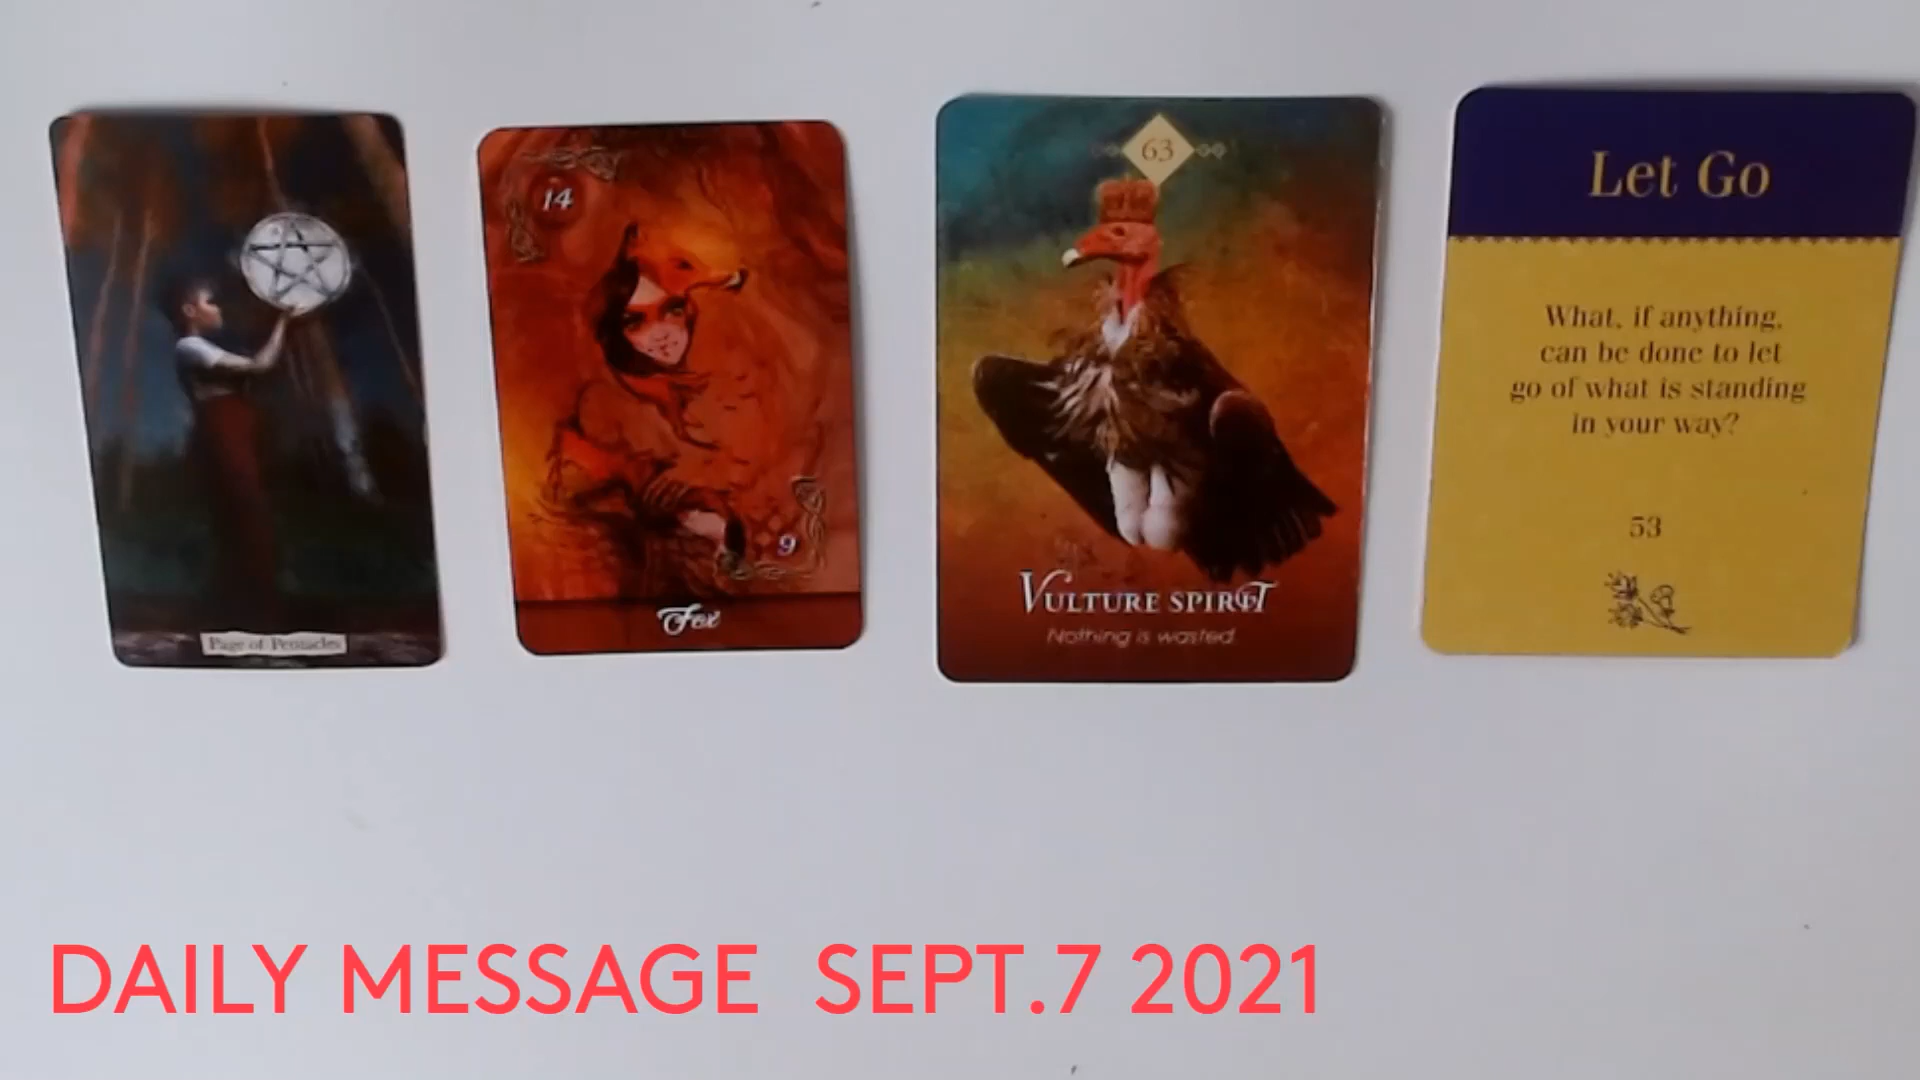 Page of Pentacles
14
9
Fox
63
VULTURE SPIRIT
Nothing is wasted
Let Go
What, if anything,
can be done to let
go of what is standing
in your way?
53
DAILY MESSAGE SEPT.7 2021